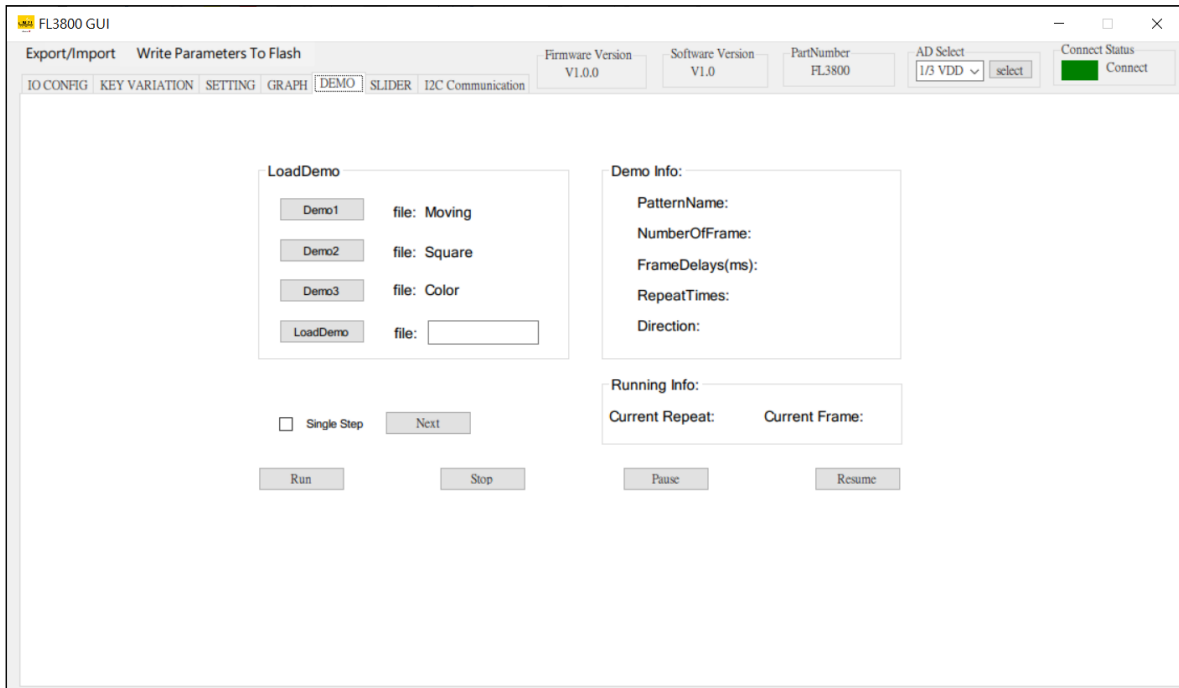 FL3800 GUI
Export/Import Write Parameters To Flash
Firmware Version
V1.0.0
Software Version
V1.0
PartNumber
FL3800
AD Select
1/3 VDD select
Connect Status
Connect
IO CONFIG KEY VARIATION SETTING GRAPH DEMO SLIDER I2C Communication
LoadDemo
Demo1 file: Moving
Demo2 file: Square
Demo3 file: Color
LoadDemo file:
Demo Info:
PatternName:
NumberOfFrame:
FrameDelays(ms):
RepeatTimes:
Direction:
Running Info:
Current Repeat: Current Frame:
Single Step Next
Run Stop Pause Resume